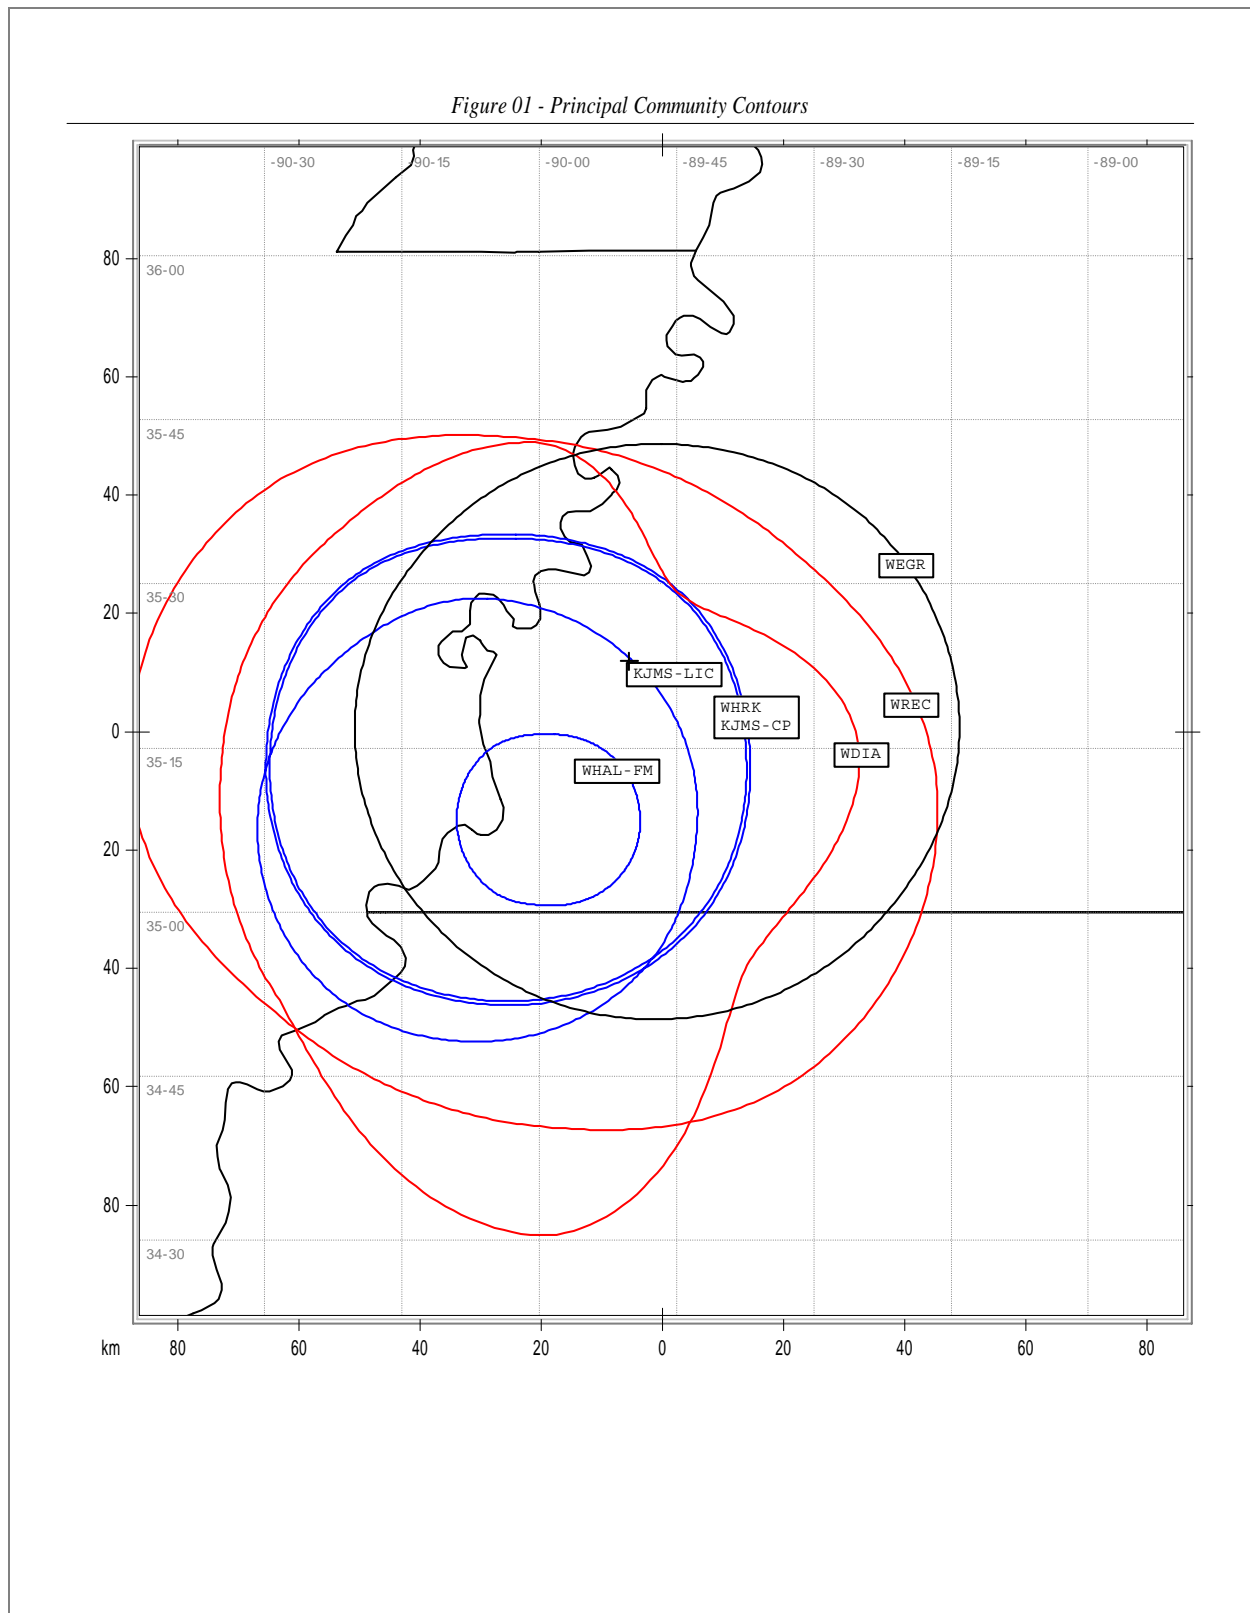 Figure 01 - Principal Community Contours
-90-30 -90-15 -90-00 -89-45 -89-30 -89-15 -89-00
80
36-00
60
35-45
40
WEGR
35-30
20
KJMS-LIC
WHRK
KJMS-CP
WREC
0
WDIA
35-15
WHAL-FM
20
35-00
40
60
34-45
80
34-30
km 80 60 40 20 0 20 40 60 80